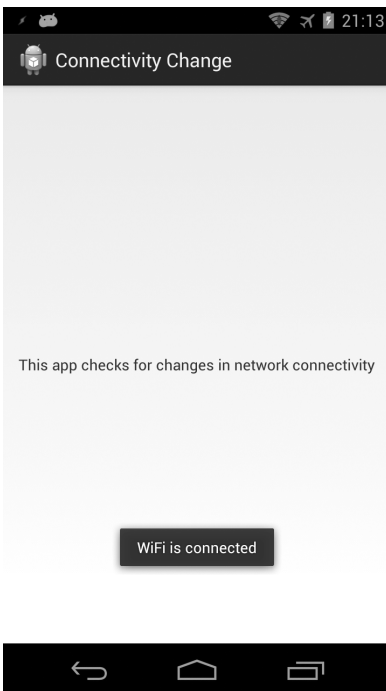 21:13
Connectivity Change
This app checks for changes in network connectivity
WiFi is connected